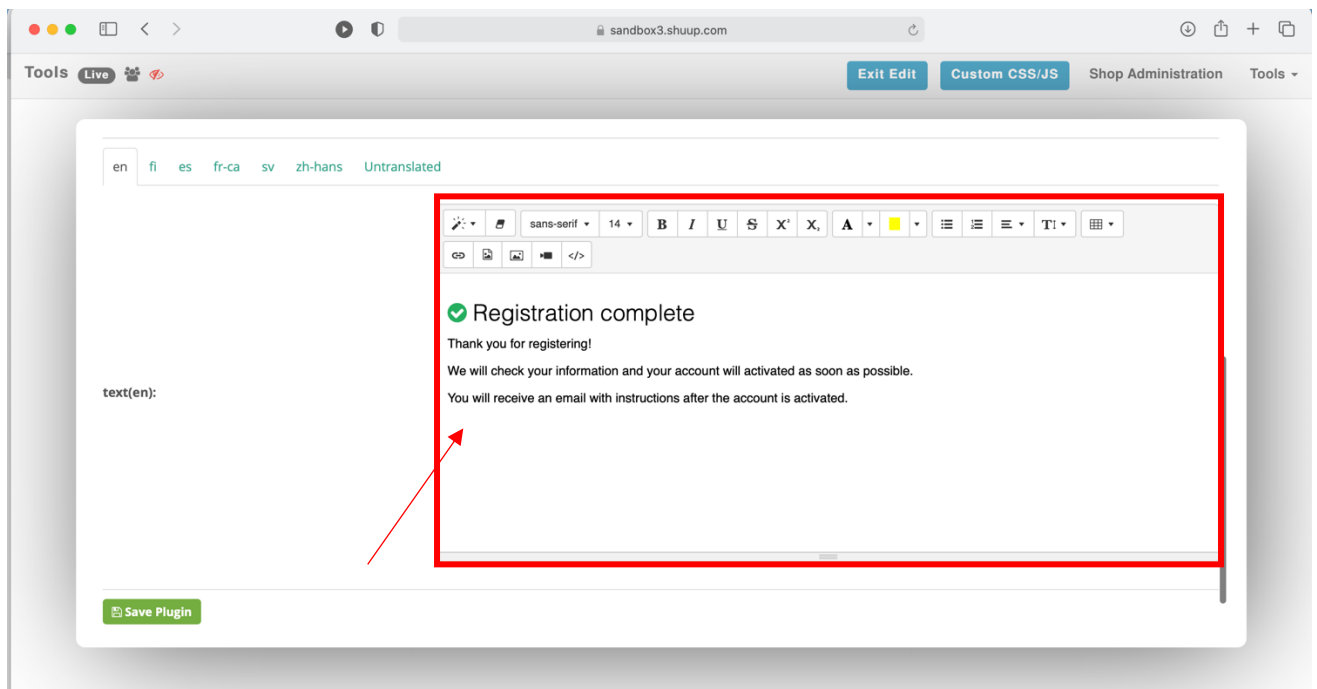 sandbox3.shuup.com
Tools Live Exit Edit Custom CSS/JS Shop Administration Tools
en fi es fr-ca sv zh-hans Untranslated
sans-serif 14 B I U S X² X, A T
</>
Registration complete
Thank you for registering!
We will check your information and your account will activated as soon as possible.
text(en):
You will receive an email with instructions after the account is activated.
Save Plugin